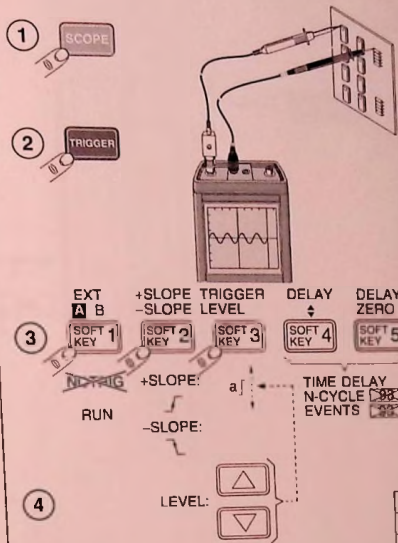 1 SCOPE
2 TRIGGER
EXT +SLOPE TRIGGER DELAY DELAY
A B -SLOPE LEVEL ZERO
3 SOFT KEY 1 SOFT KEY 2 SOFT KEY 3 SOFT KEY 4 SOFT KEY 5
NO TRIG +SLOPE: a TIME DELAY
N-CYCLE
RUN EVENTS
-SLOPE:
4 LEVEL: